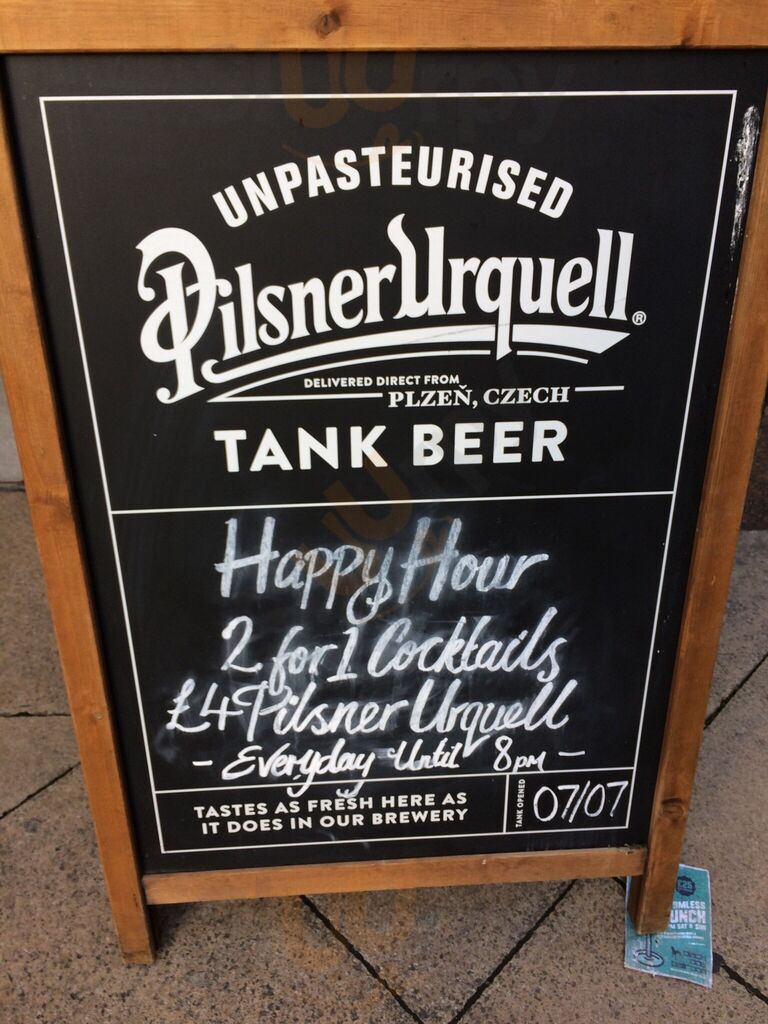 UNPASTEURISED
Pilsner Urquell®
DELIVERED DIRECT FROM
PLZEŇ, CZECH
TANK BEER
Happy Hour
2 for 1 Cocktails
£4 Pilsner Urquell
- Everyday Until 8pm -
TASTES AS FRESH HERE AS
IT DOES IN OUR BREWERY
TANK OPENED
07/07